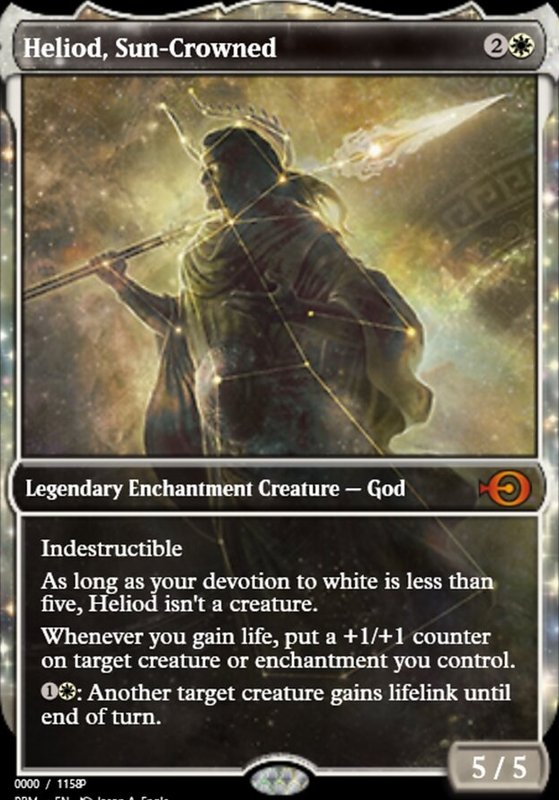 Heliod, Sun-Crowned 2
Legendary Enchantment Creature — God
Indestructible
As long as your devotion to white is less than
five, Heliod isn't a creature.
Whenever you gain life, put a +1/+1 counter
on target creature or enchantment you control.
1: Another target creature gains lifelink until
end of turn.
5/5
0000 / 1158P